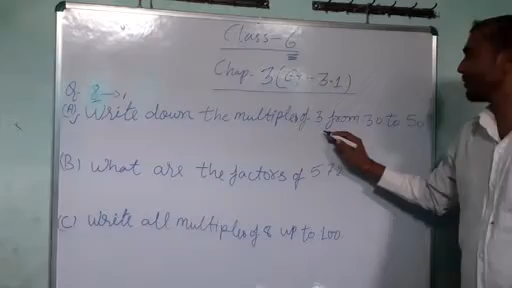 Class-6
Chap. 3(Ex-3.1)
Q. 2→
(A) Write down the multiples of 3 from 30 to 50
(B) What are the factors of
(C) Write all multiples of 8 up to 100.